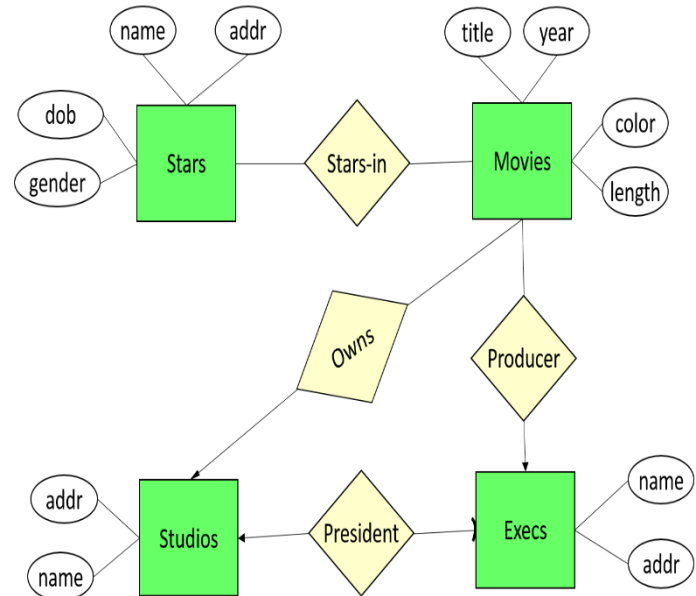 name
addr
title
year
dob
gender
Stars
Stars-in
Movies
color
length
Owns
Producer
addr
name
Studios
President
Execs
name
addr